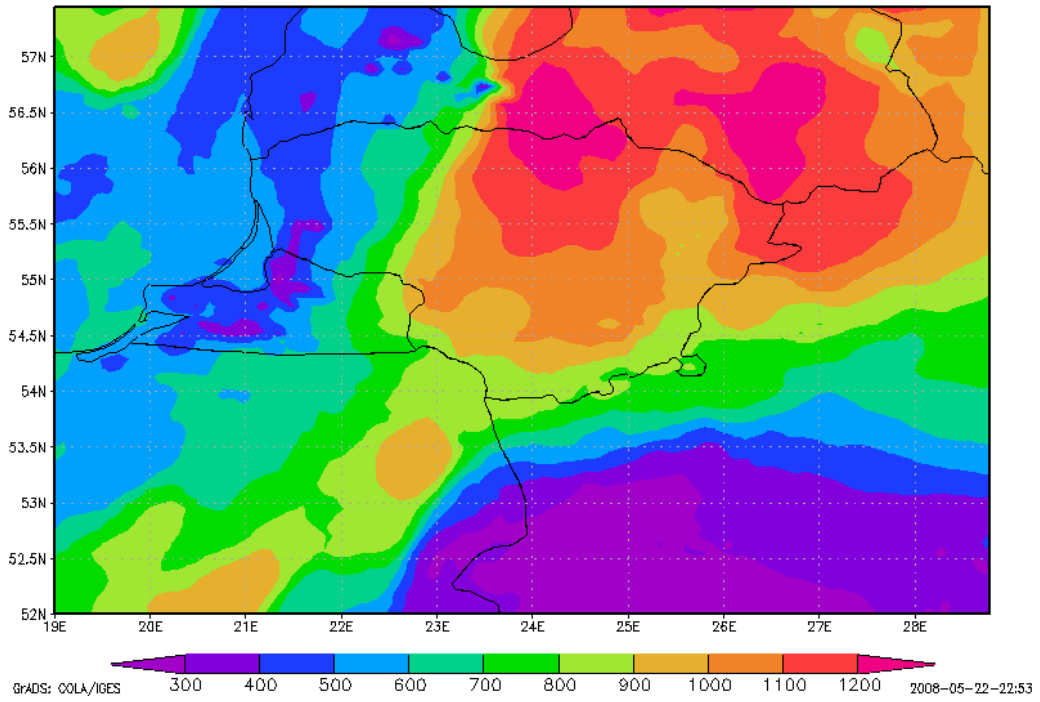 57N
56.5N
56N
55.5N
55N
54.5N
54N
53.5N
53N
52.5N
52N
19E 20E 21E 22E 23E 24E 25E 26E 27E 28E
300 400 500 600 700 800 900 1000 1100 1200
GrADS: COLA/IGES 2008-05-22-22:53